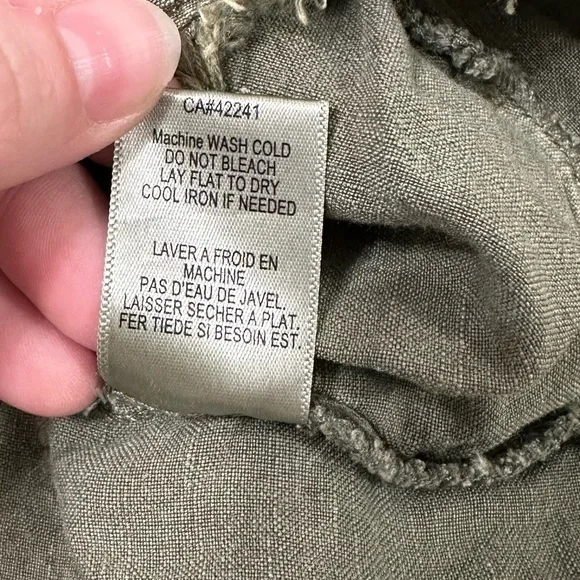 CA#42241
Machine WASH COLD
DO NOT BLEACH
LAY FLAT TO DRY
COOL IRON IF NEEDED
LAVER A FROID EN
MACHINE
PAS D'EAU DE JAVEL.
LAISSER SECHER A PLAT.
FER TIEDE SI BESOIN EST.